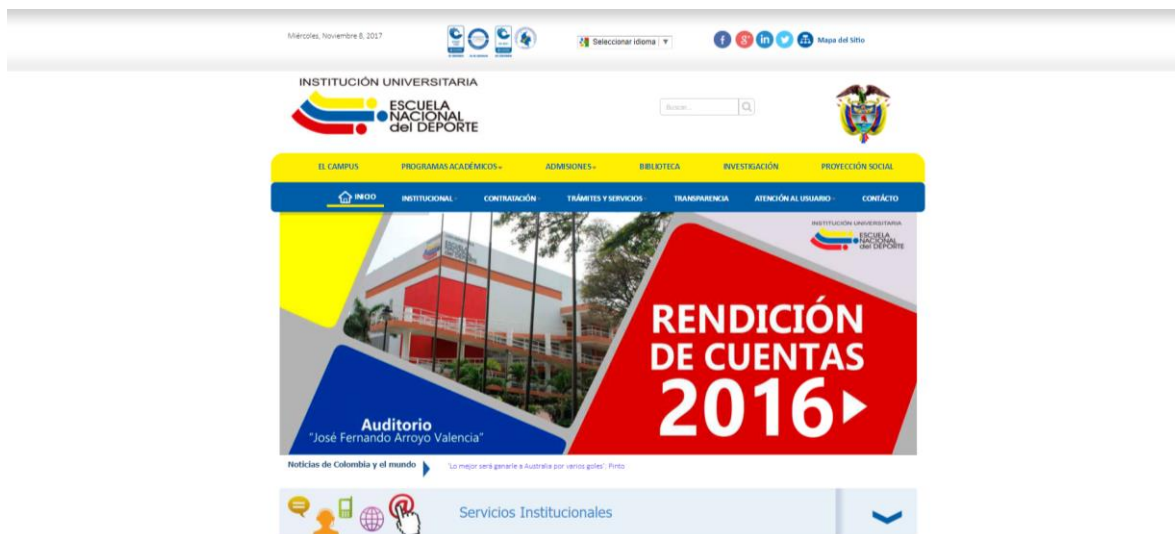 Miércoles, Noviembre 8, 2017
Seleccionar idioma
Mapa del Sitio
INSTITUCIÓN UNIVERSITARIA
ESCUELA
NACIONAL
del DEPORTE
Buscar...
EL CAMPUS PROGRAMAS ACADÉMICOS ADMISIONES BIBLIOTECA INVESTIGACIÓN PROYECCIÓN SOCIAL
INICIO INSTITUCIONAL CONTRATACIÓN TRÁMITES Y SERVICIOS TRANSPARENCIA ATENCIÓN AL USUARIO CONTÁCTO
INSTITUCIÓN UNIVERSITARIA
ESCUELA
NACIONAL
del DEPORTE
RENDICIÓN
DE CUENTAS
2016
Auditorio
"José Fernando Arroyo Valencia"
Noticias de Colombia y el mundo
'Lo mejor será ganarle a Australia por varios goles': Pinto
Servicios Institucionales